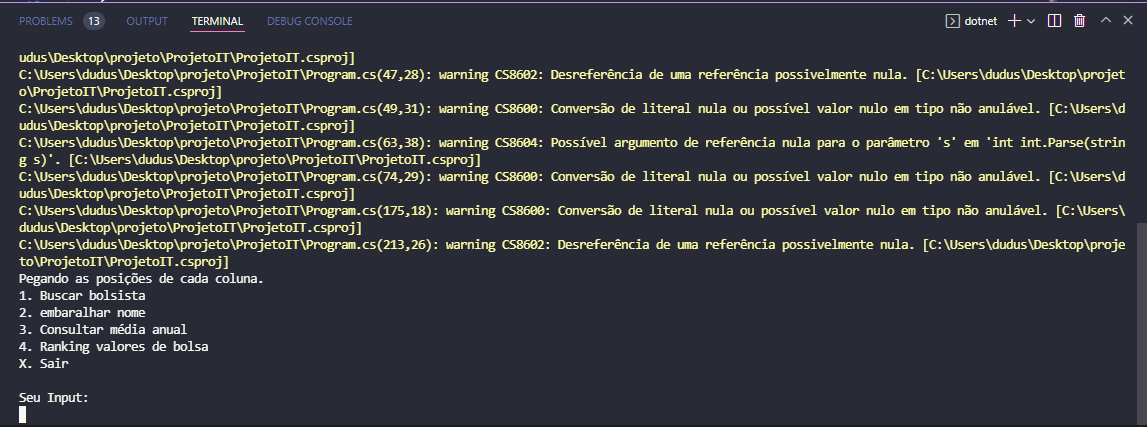 PROBLEMS 13 OUTPUT TERMINAL DEBUG CONSOLE dotnet
udus\Desktop\projeto\ProjetoIT\ProjetoIT.csproj]
C:\Users\dudus\Desktop\projeto\ProjetoIT\Program.cs(47,28): warning CS8602: Desreferência de uma referência possivelmente nula. [C:\Users\dudus\Desktop\projet
o\ProjetoIT\ProjetoIT.csproj]
C:\Users\dudus\Desktop\projeto\ProjetoIT\Program.cs(49,31): warning CS8600: Conversão de literal nula ou possível valor nulo em tipo não anulável. [C:\Users\d
udus\Desktop\projeto\ProjetoIT\ProjetoIT.csproj]
C:\Users\dudus\Desktop\projeto\ProjetoIT\Program.cs(63,38): warning CS8604: Possível argumento de referência nula para o parâmetro 's' em 'int int.Parse(strin
g s)'. [C:\Users\dudus\Desktop\projeto\ProjetoIT\ProjetoIT.csproj]
C:\Users\dudus\Desktop\projeto\ProjetoIT\Program.cs(74,29): warning CS8600: Conversão de literal nula ou possível valor nulo em tipo não anulável. [C:\Users\d
udus\Desktop\projeto\ProjetoIT\ProjetoIT.csproj]
C:\Users\dudus\Desktop\projeto\ProjetoIT\Program.cs(175,18): warning CS8600: Conversão de literal nula ou possível valor nulo em tipo não anulável. [C:\Users\
dudus\Desktop\projeto\ProjetoIT\ProjetoIT.csproj]
C:\Users\dudus\Desktop\projeto\ProjetoIT\Program.cs(213,26): warning CS8602: Desreferência de uma referência possivelmente nula. [C:\Users\dudus\Desktop\proje
to\ProjetoIT\ProjetoIT.csproj]
Pegando as posições de cada coluna.
1. Buscar bolsista
2. embaralhar nome
3. Consultar média anual
4. Ranking valores de bolsa
X. Sair
Seu Input: